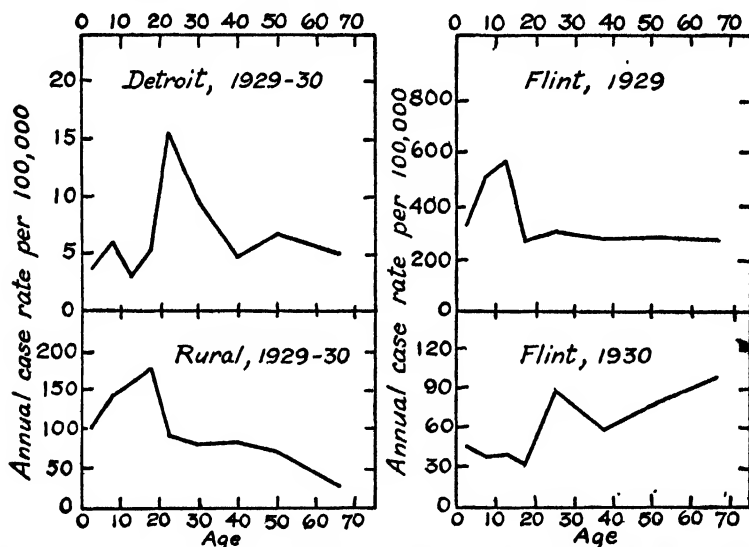 0 10 20 30 40 50 60 70
0 10 20 30 40 50 60 70
Annual case rate per 100,000
20
15
10
5
0
Detroit, 1929-30
Annual case rate per 100,000
800
600
400
300
0
Flint, 1929
200
150
100
50
0
Rural, 1929-30
120
90
60
30
0
Flint, 1930
0 10 20 30 40 50 60 70
Age
0 10 20 30 40 50 60 70
Age